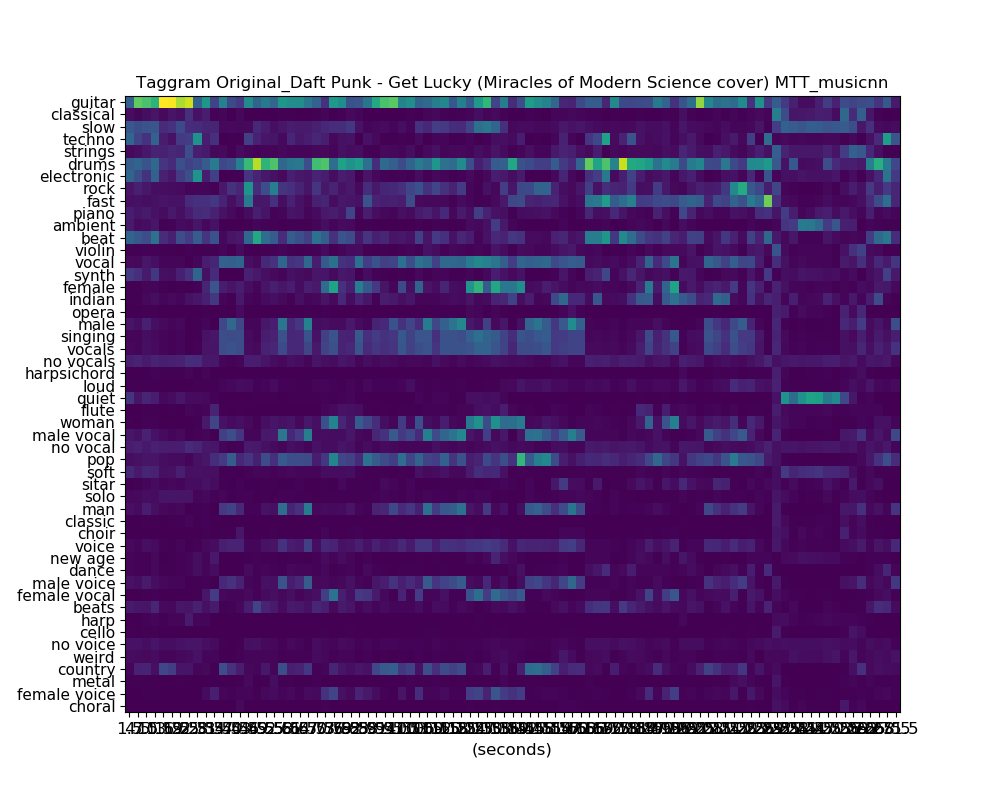 Taggram Original_Daft Punk - Get Lucky (Miracles of Modern Science cover) MTT_musicnn
guitar
classical
slow
techno
strings
drums
electronic
rock
fast
piano
ambient
beat
violin
vocal
synth
female
indian
opera
male
singing
vocals
no vocals
harpsichord
loud
quiet
flute
woman
male vocal
no vocal
pop
soft
sitar
solo
man
classic
choir
voice
new age
dance
male voice
female vocal
beats
harp
cello
no voice
weird
country
metal
female voice
choral
(seconds)